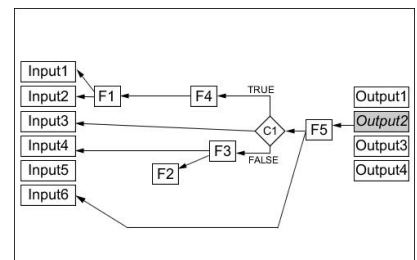 Input1
Input2
Input3
Input4
Input5
Input6
F1
F4
TRUE
C1
FALSE
F3
F2
F5
Output1
Output2
Output3
Output4